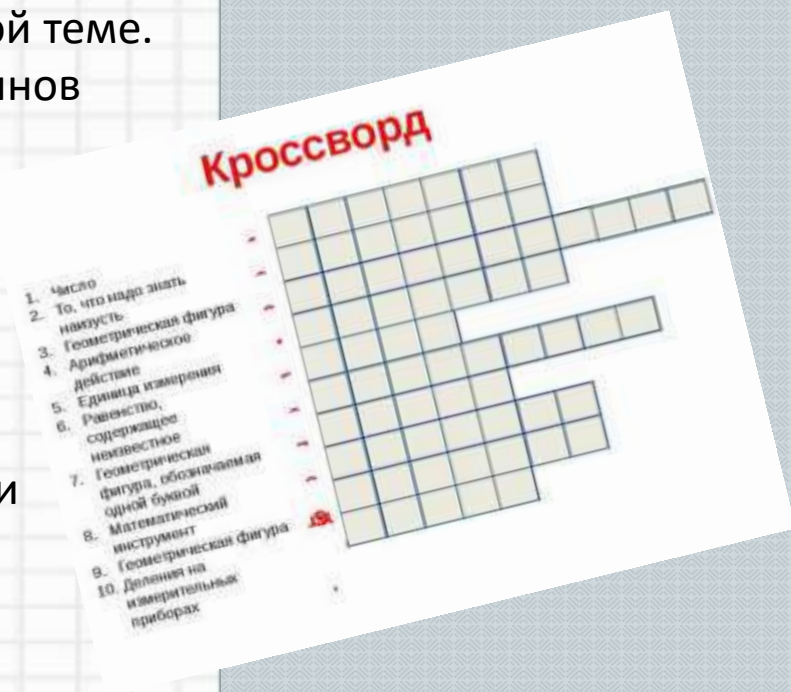 ой теме.
инов
и
Кроссворд
1. Число
2. То, что надо знать
наизусть
3. Геометрическая фигура
4. Арифметическое
действие
5. Единица измерения
6. Равенство,
содержащее
неизвестное
7. Геометрическая
фигура, обозначаемая
одной буквой
8. Математический
инструмент
9. Геометрическая фигура
10. Деления на
измерительных
приборах